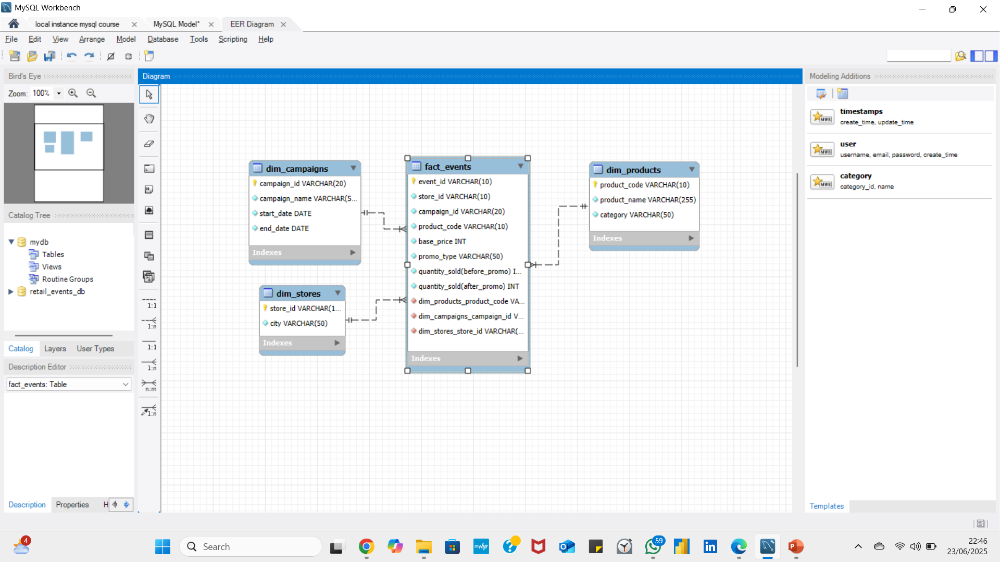 MySQL Workbench
local instance mysql course
MySQL Model*
EER Diagram
File Edit View Arrange Model Database Tools Scripting Help
Bird's Eye
Zoom: 100%
Catalog Tree
mydb
Tables
Views
Routine Groups
retail_events_db
Catalog Layers User Types
Description Editor
fact_events: Table
Description Properties H
Diagram
1:1
1:n
1:1
1:n
n:m
1:n
dim_campaigns
campaign_id VARCHAR(20)
campaign_name VARCHAR(5...
start_date DATE
end_date DATE
Indexes
dim_stores
store_id VARCHAR(1...
city VARCHAR(50)
Indexes
fact_events
event_id VARCHAR(10)
store_id VARCHAR(10)
campaign_id VARCHAR(20)
product_code VARCHAR(10)
base_price INT
promo_type VARCHAR(50)
quantity_sold(before_promo) I...
quantity_sold(after_promo) INT
dim_products_product_code VA...
dim_campaigns_campaign_id V...
dim_stores_store_id VARCHAR(...
Indexes
dim_products
product_code VARCHAR(10)
product_name VARCHAR(255)
category VARCHAR(50)
Indexes
Modeling Additions
MWB
timestamps
create_time, update_time
MWB
user
username, email, password, create_time
MWB
category
category_id, name
Templates
4
Search
myhp
59
22:46
23/06/2025